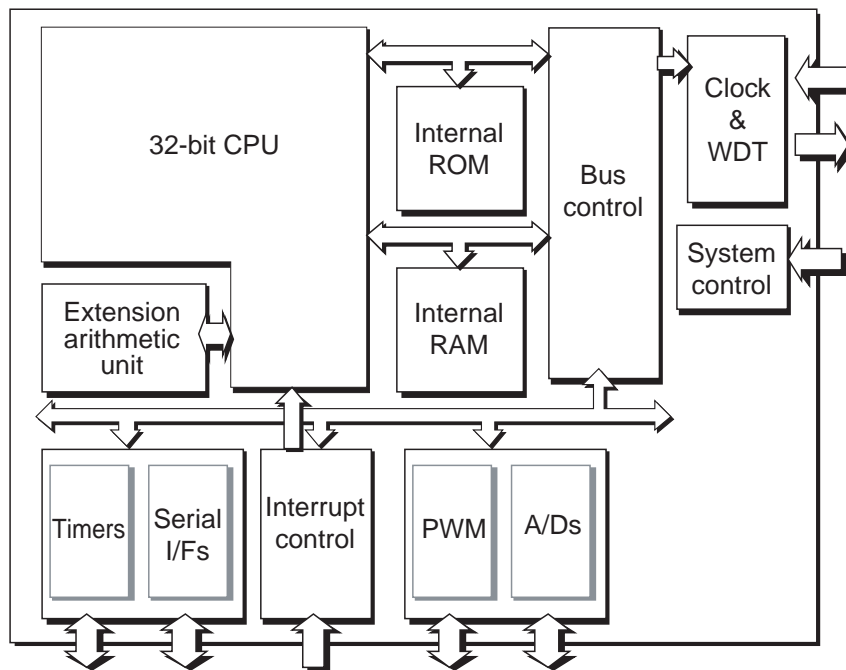 32-bit CPU
Internal
ROM
Bus
control
Clock
&
WDT
System
control
Extension
arithmetic
unit
Internal
RAM
Timers
Serial
I/Fs
Interrupt
control
PWM
A/Ds